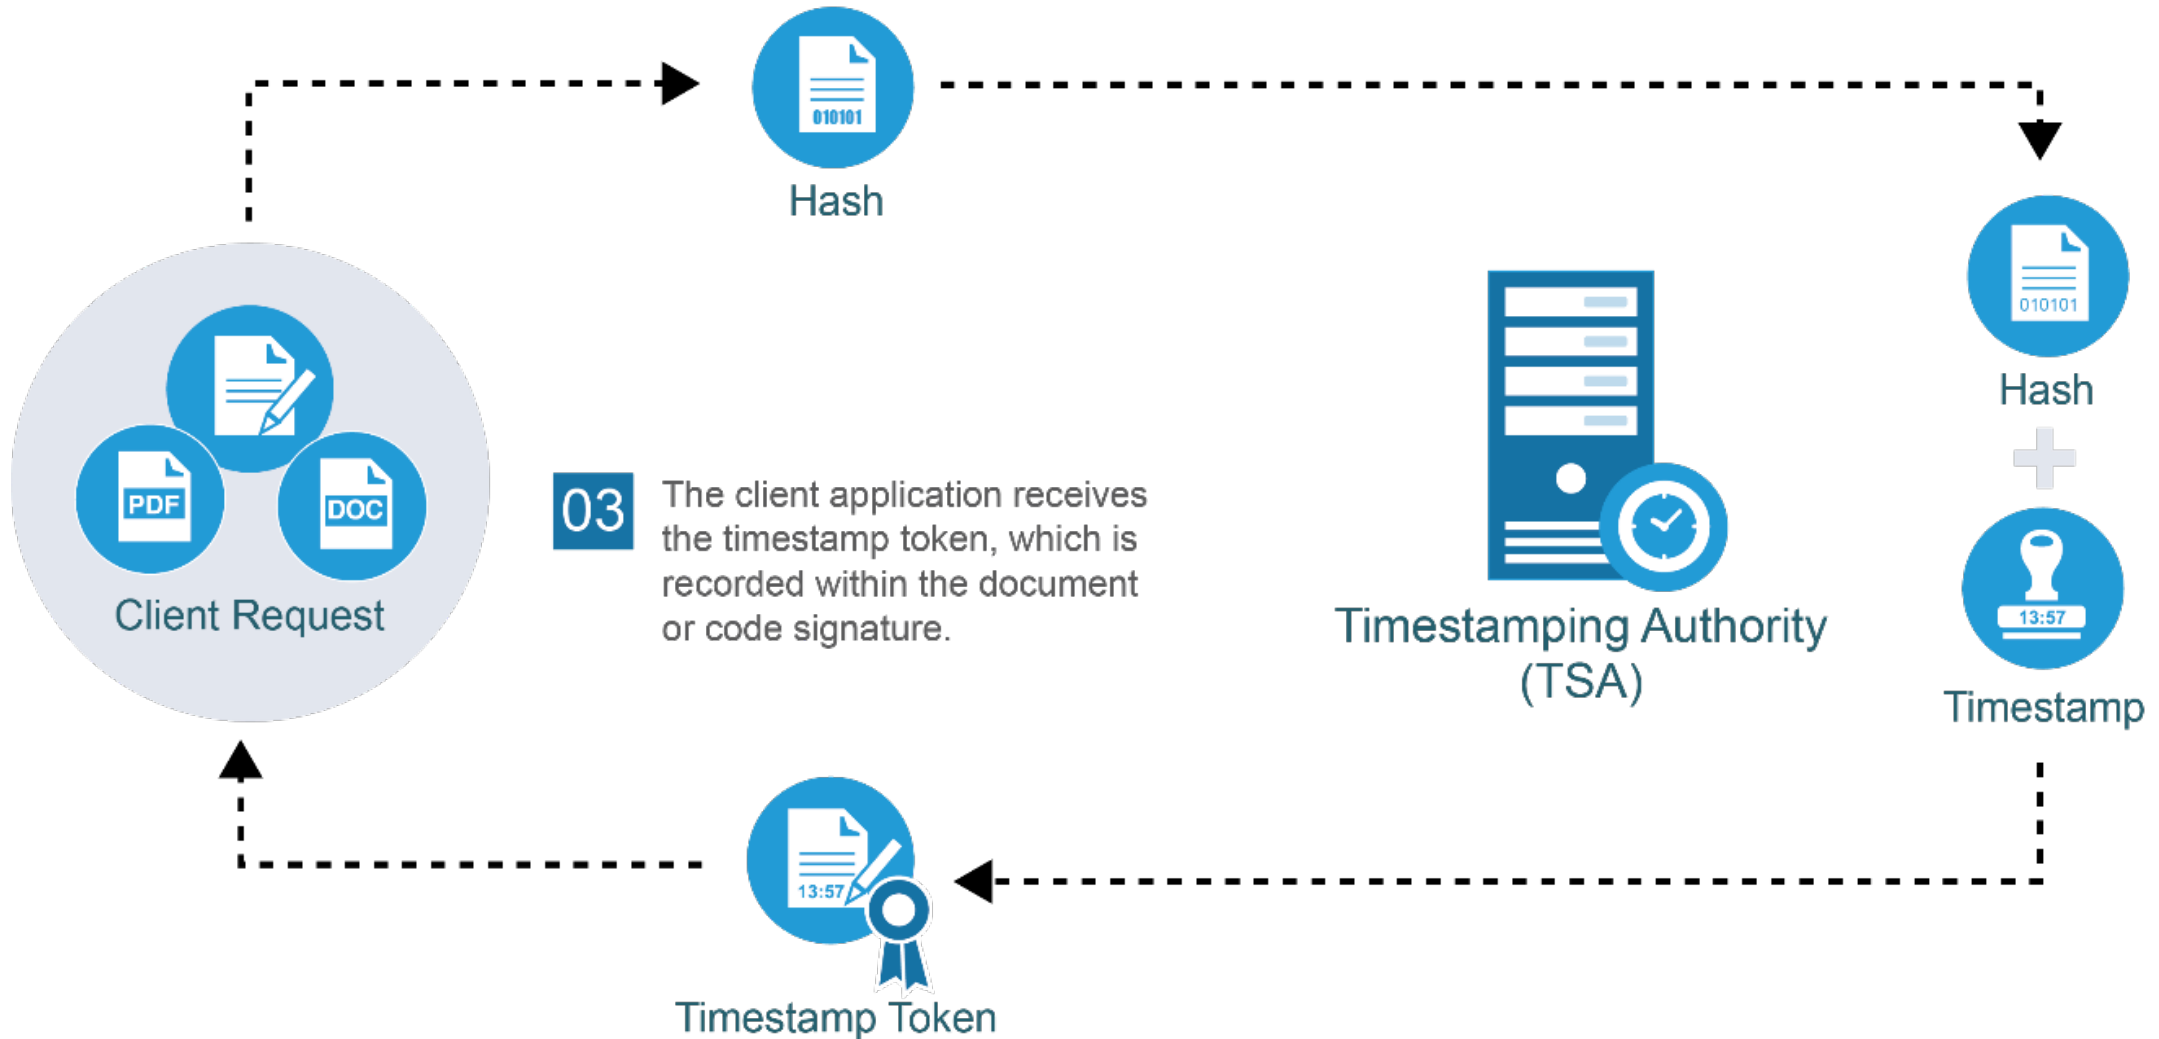 010101
Hash
010101
Hash
PDF
DOC
Client Request
03
The client application receives
the timestamp token, which is
recorded within the document
or code signature.
Timestamping Authority
(TSA)
13:57
Timestamp
13:57
Timestamp Token